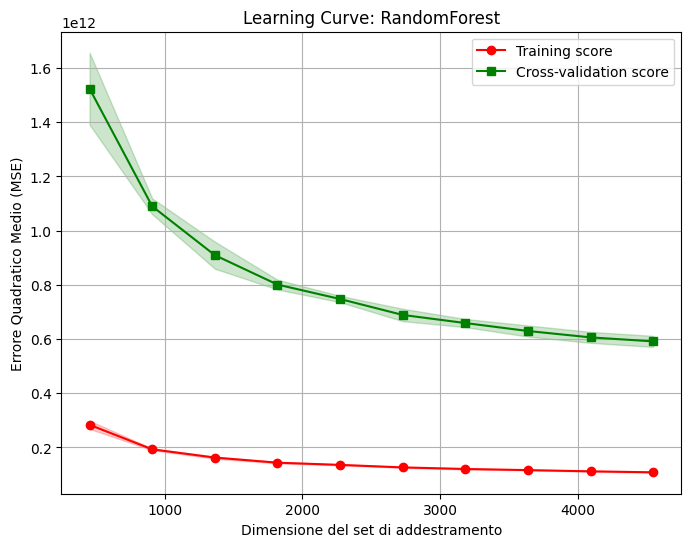 Learning Curve: RandomForest
1e12
Training score
Cross-validation score
1.6
1.4
1.2
1.0
0.8
0.6
0.4
0.2
Errore Quadratico Medio (MSE)
1000 2000 3000 4000
Dimensione del set di addestramento